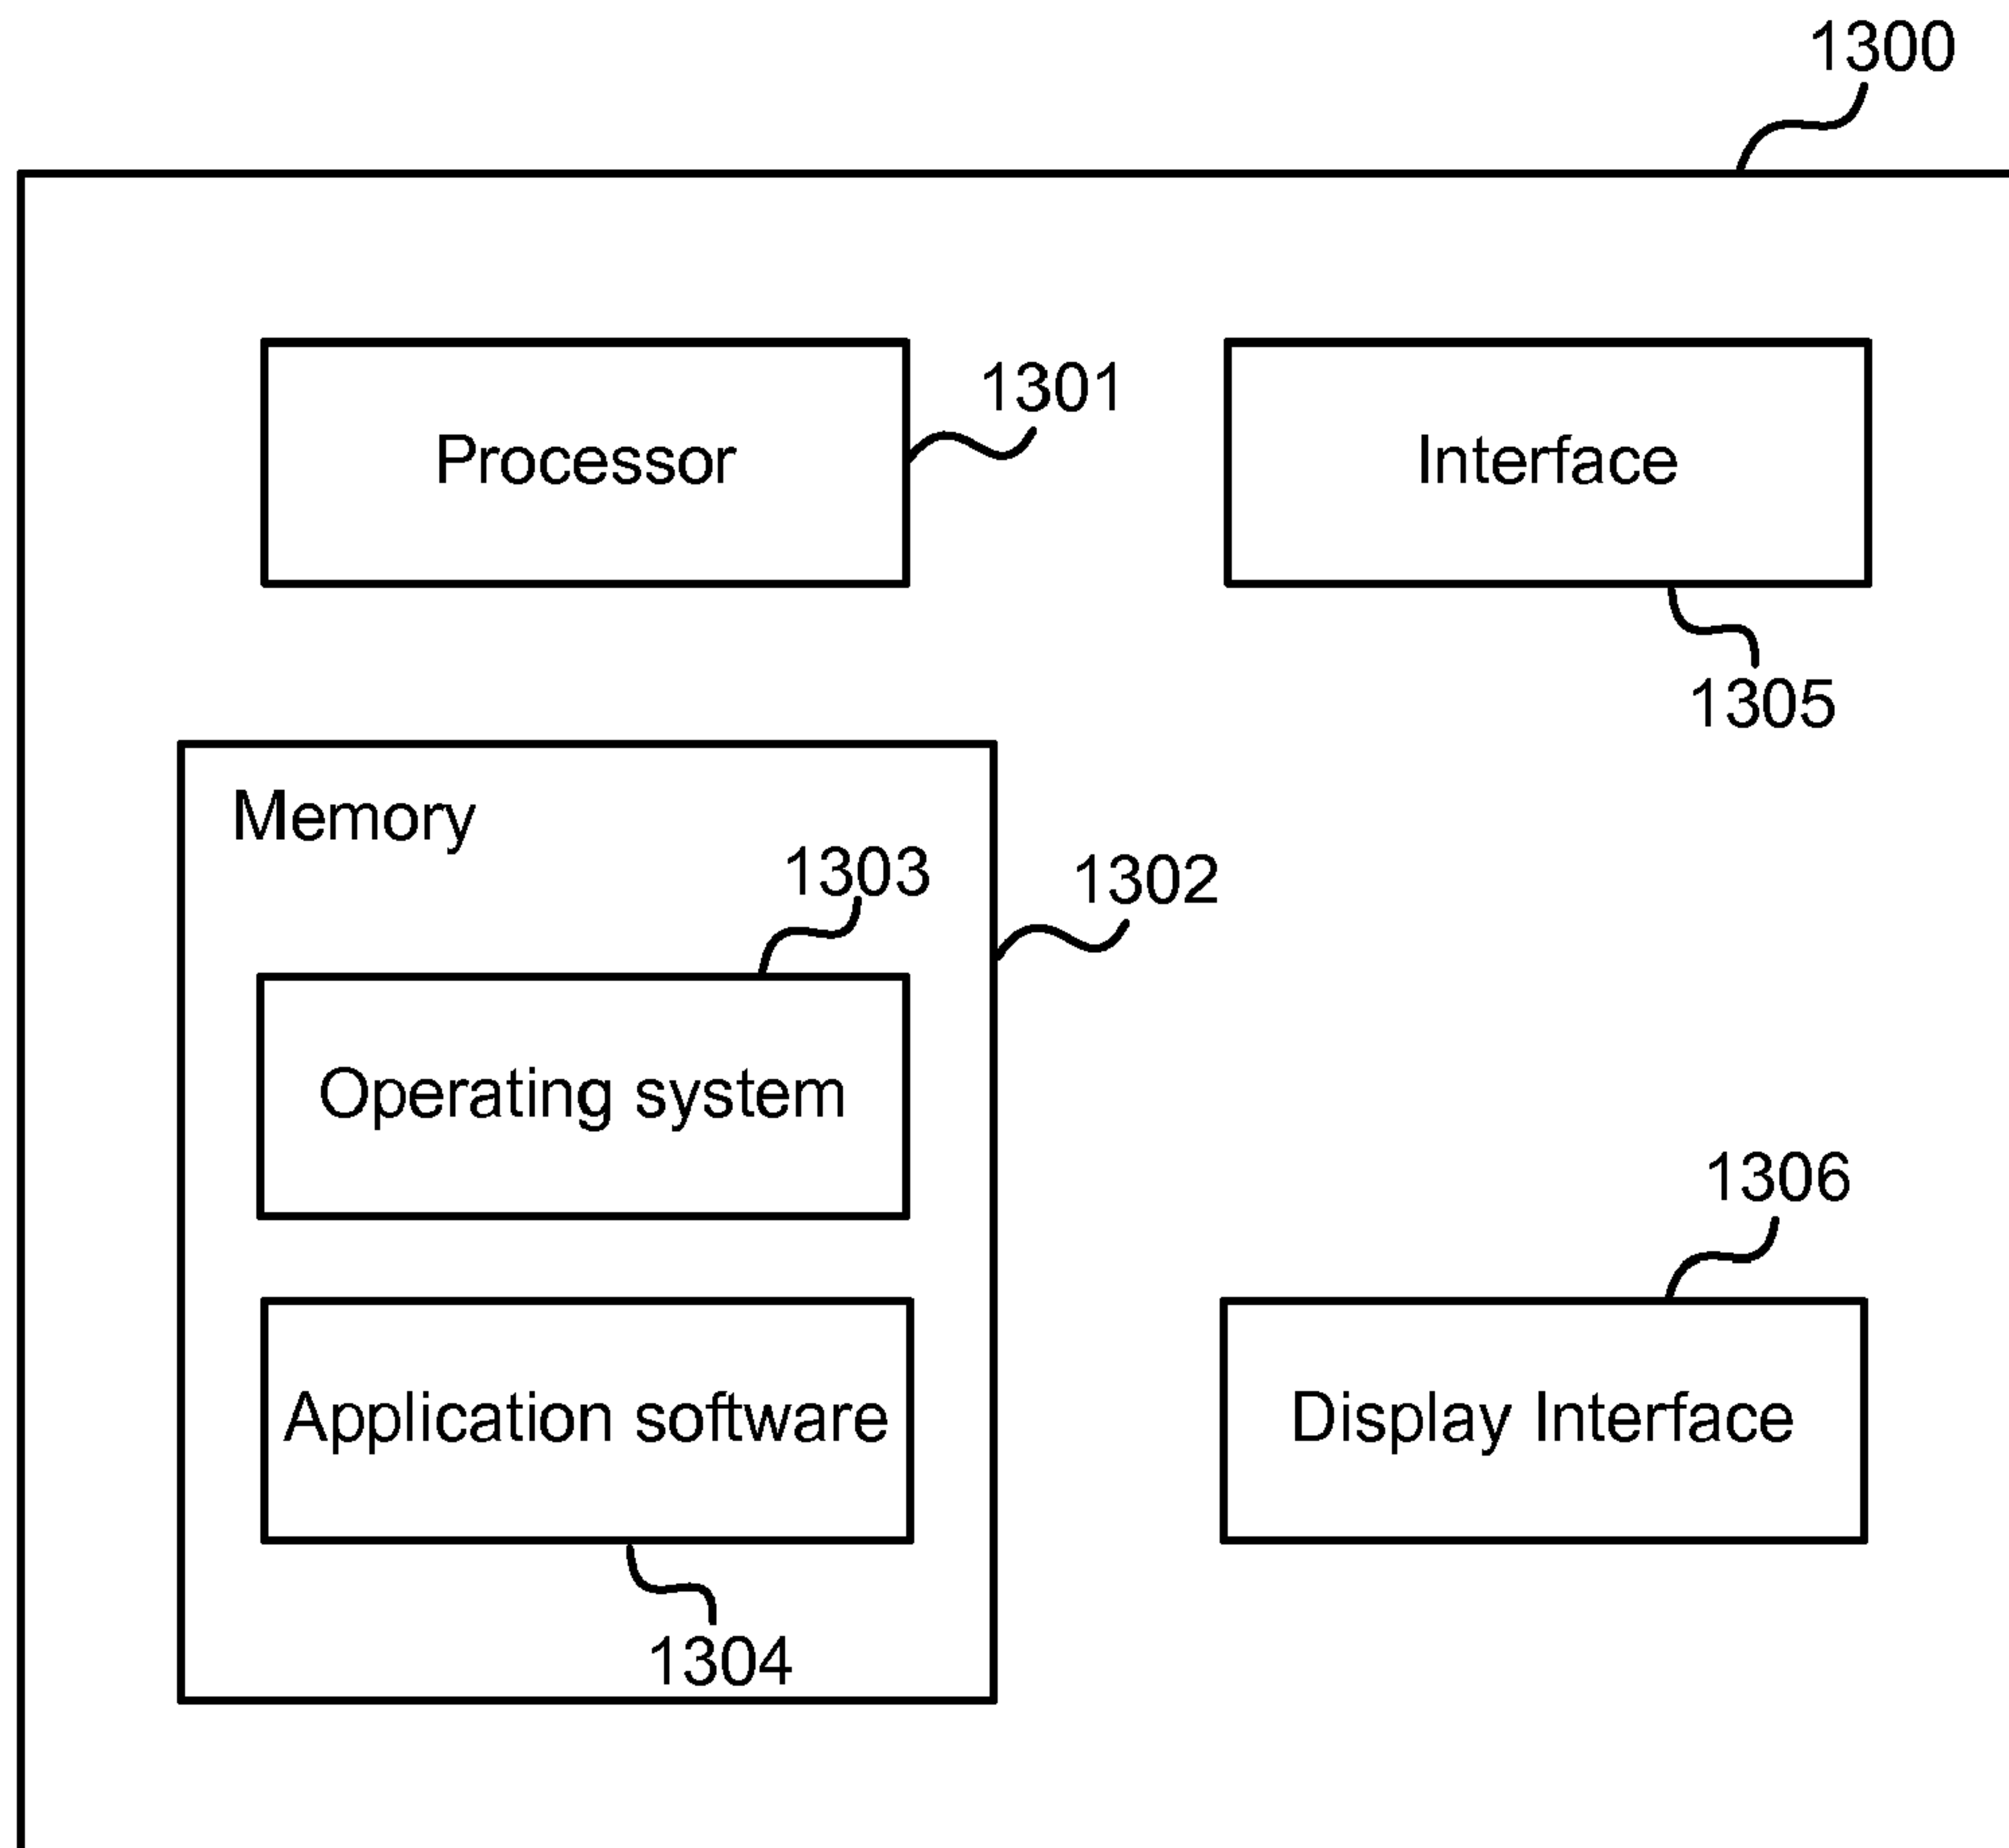 1300
Processor
1301
Interface
1305
Memory
1303
1302
Operating system
1306
Application software
Display Interface
1304